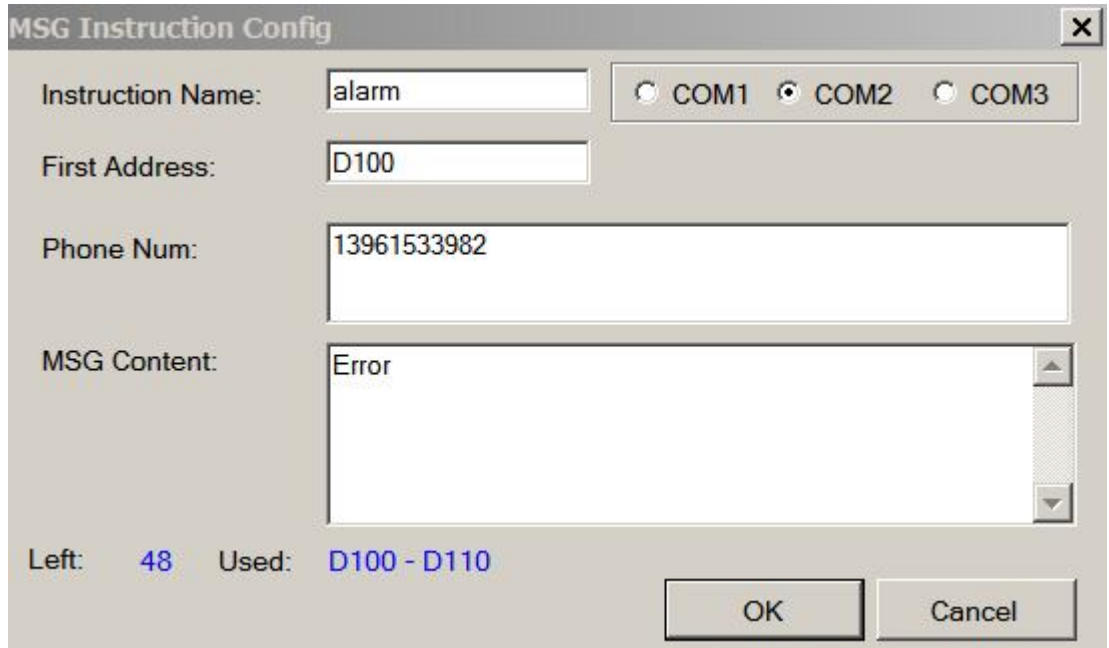 MSG Instruction Config
Instruction Name: alarm COM1 COM2 COM3
First Address: D100
Phone Num: 13961533982
MSG Content: Error
Left: 48 Used: D100 - D110
OK Cancel